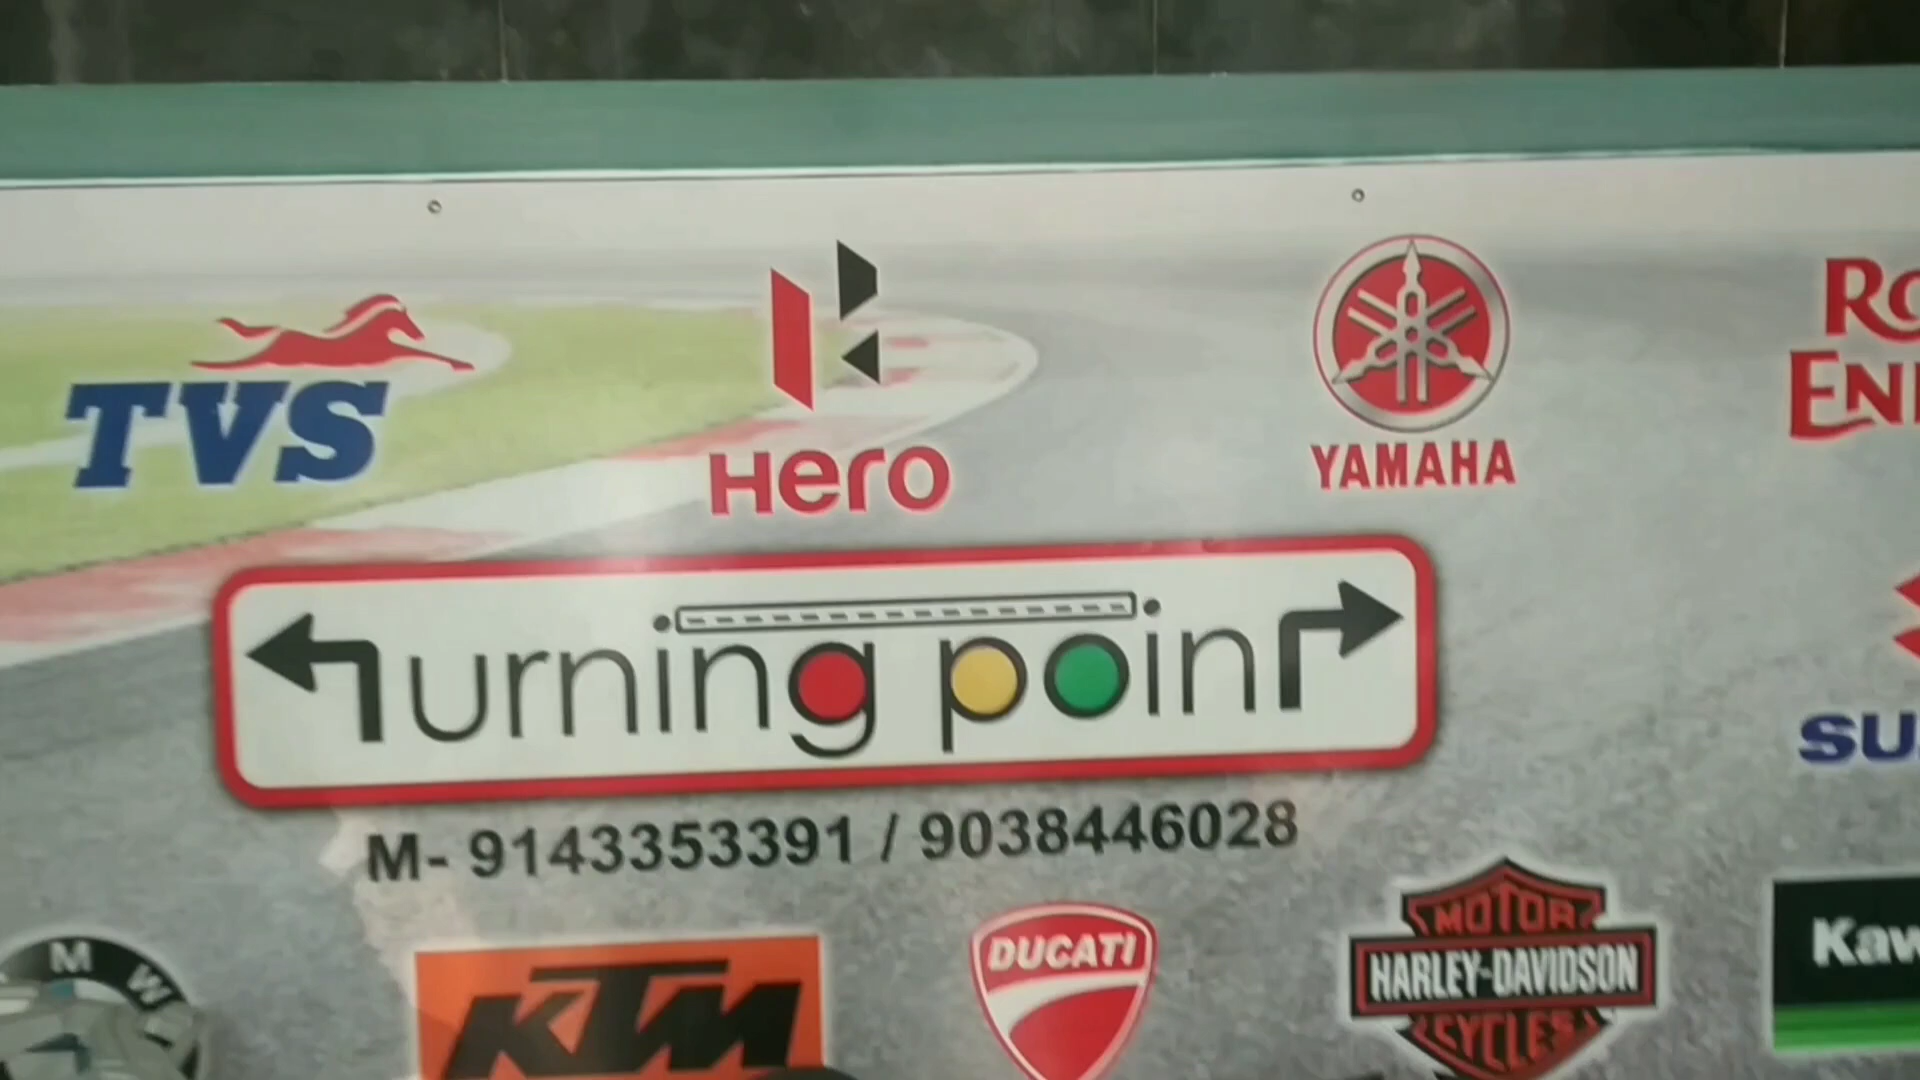 TVS
Hero
YAMAHA
Turning point
M- 9143353391 / 9038446028
M W
KTM
DUCATI
MOTOR
HARLEY-DAVIDSON
CYCLES